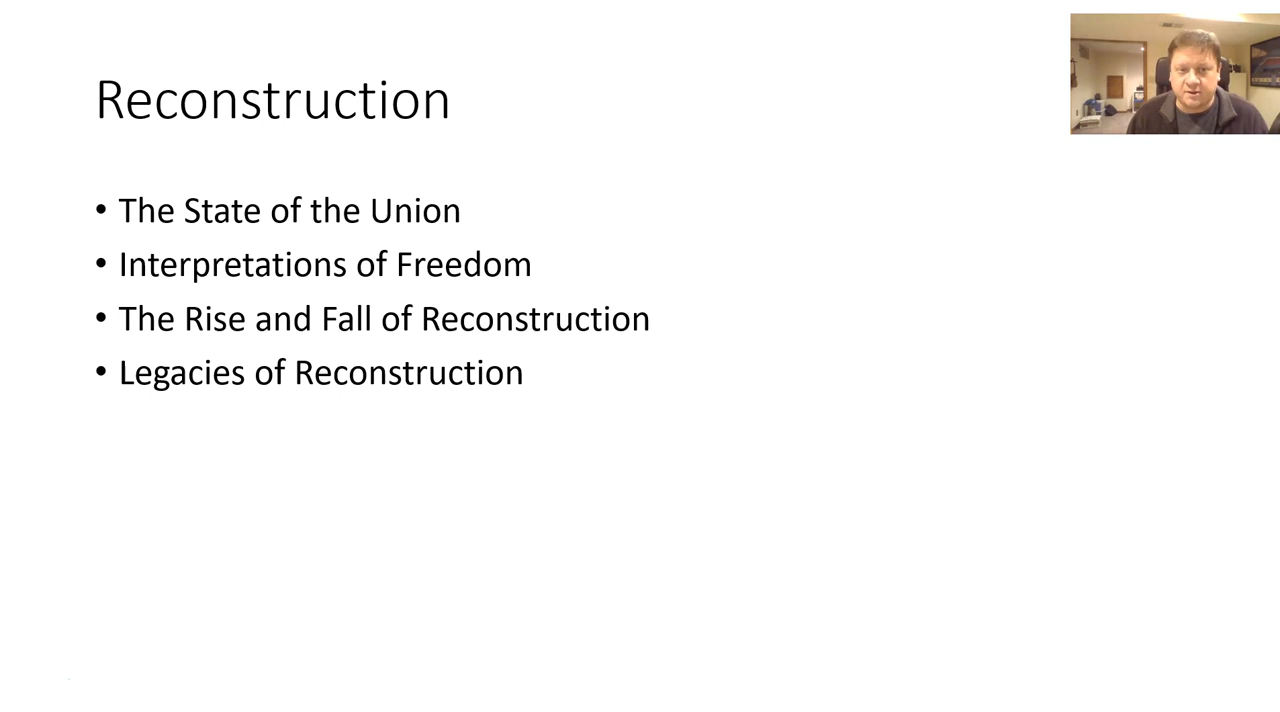 Reconstruction
• The State of the Union
• Interpretations of Freedom
• The Rise and Fall of Reconstruction
• Legacies of Reconstruction